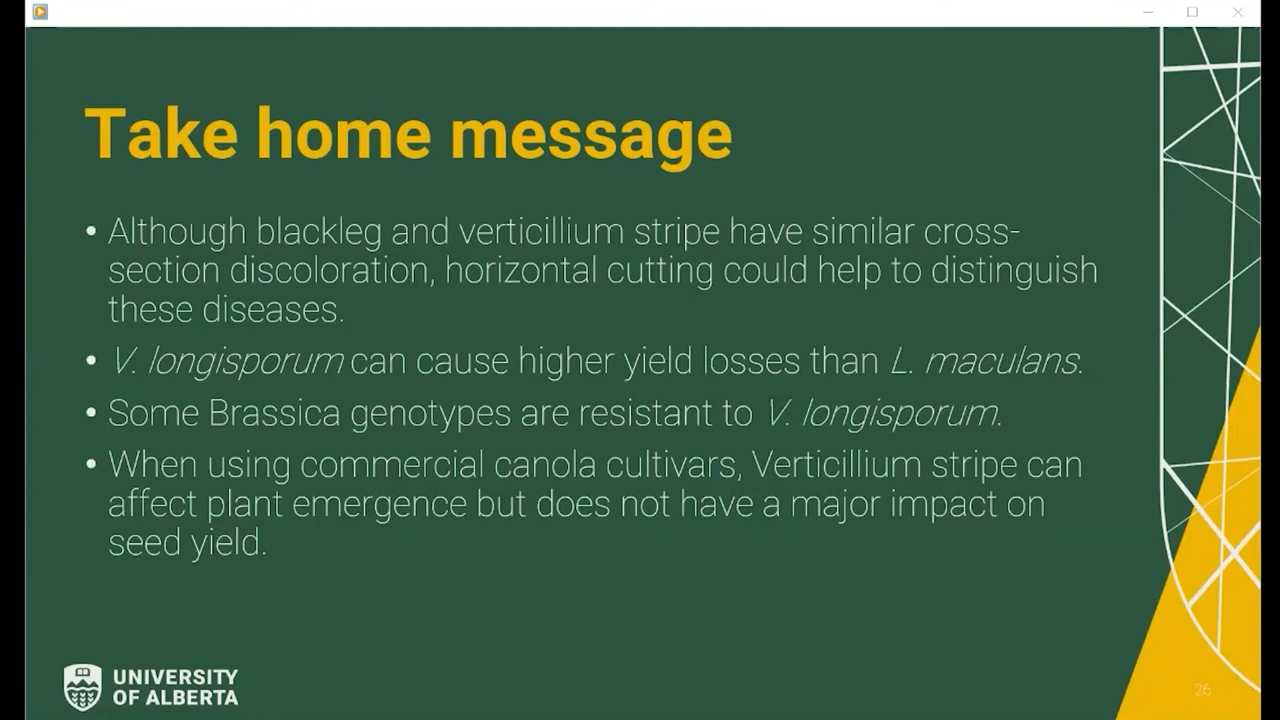 Take home message
• Although blackleg and verticillium stripe have similar cross-
section discoloration, horizontal cutting could help to distinguish
these diseases.
• V. longisporum can cause higher yield losses than L. maculans.
• Some Brassica genotypes are resistant to V. longisporum.
• When using commercial canola cultivars, Verticillium stripe can
affect plant emergence but does not have a major impact on
seed yield.
UNIVERSITY
OF ALBERTA
26